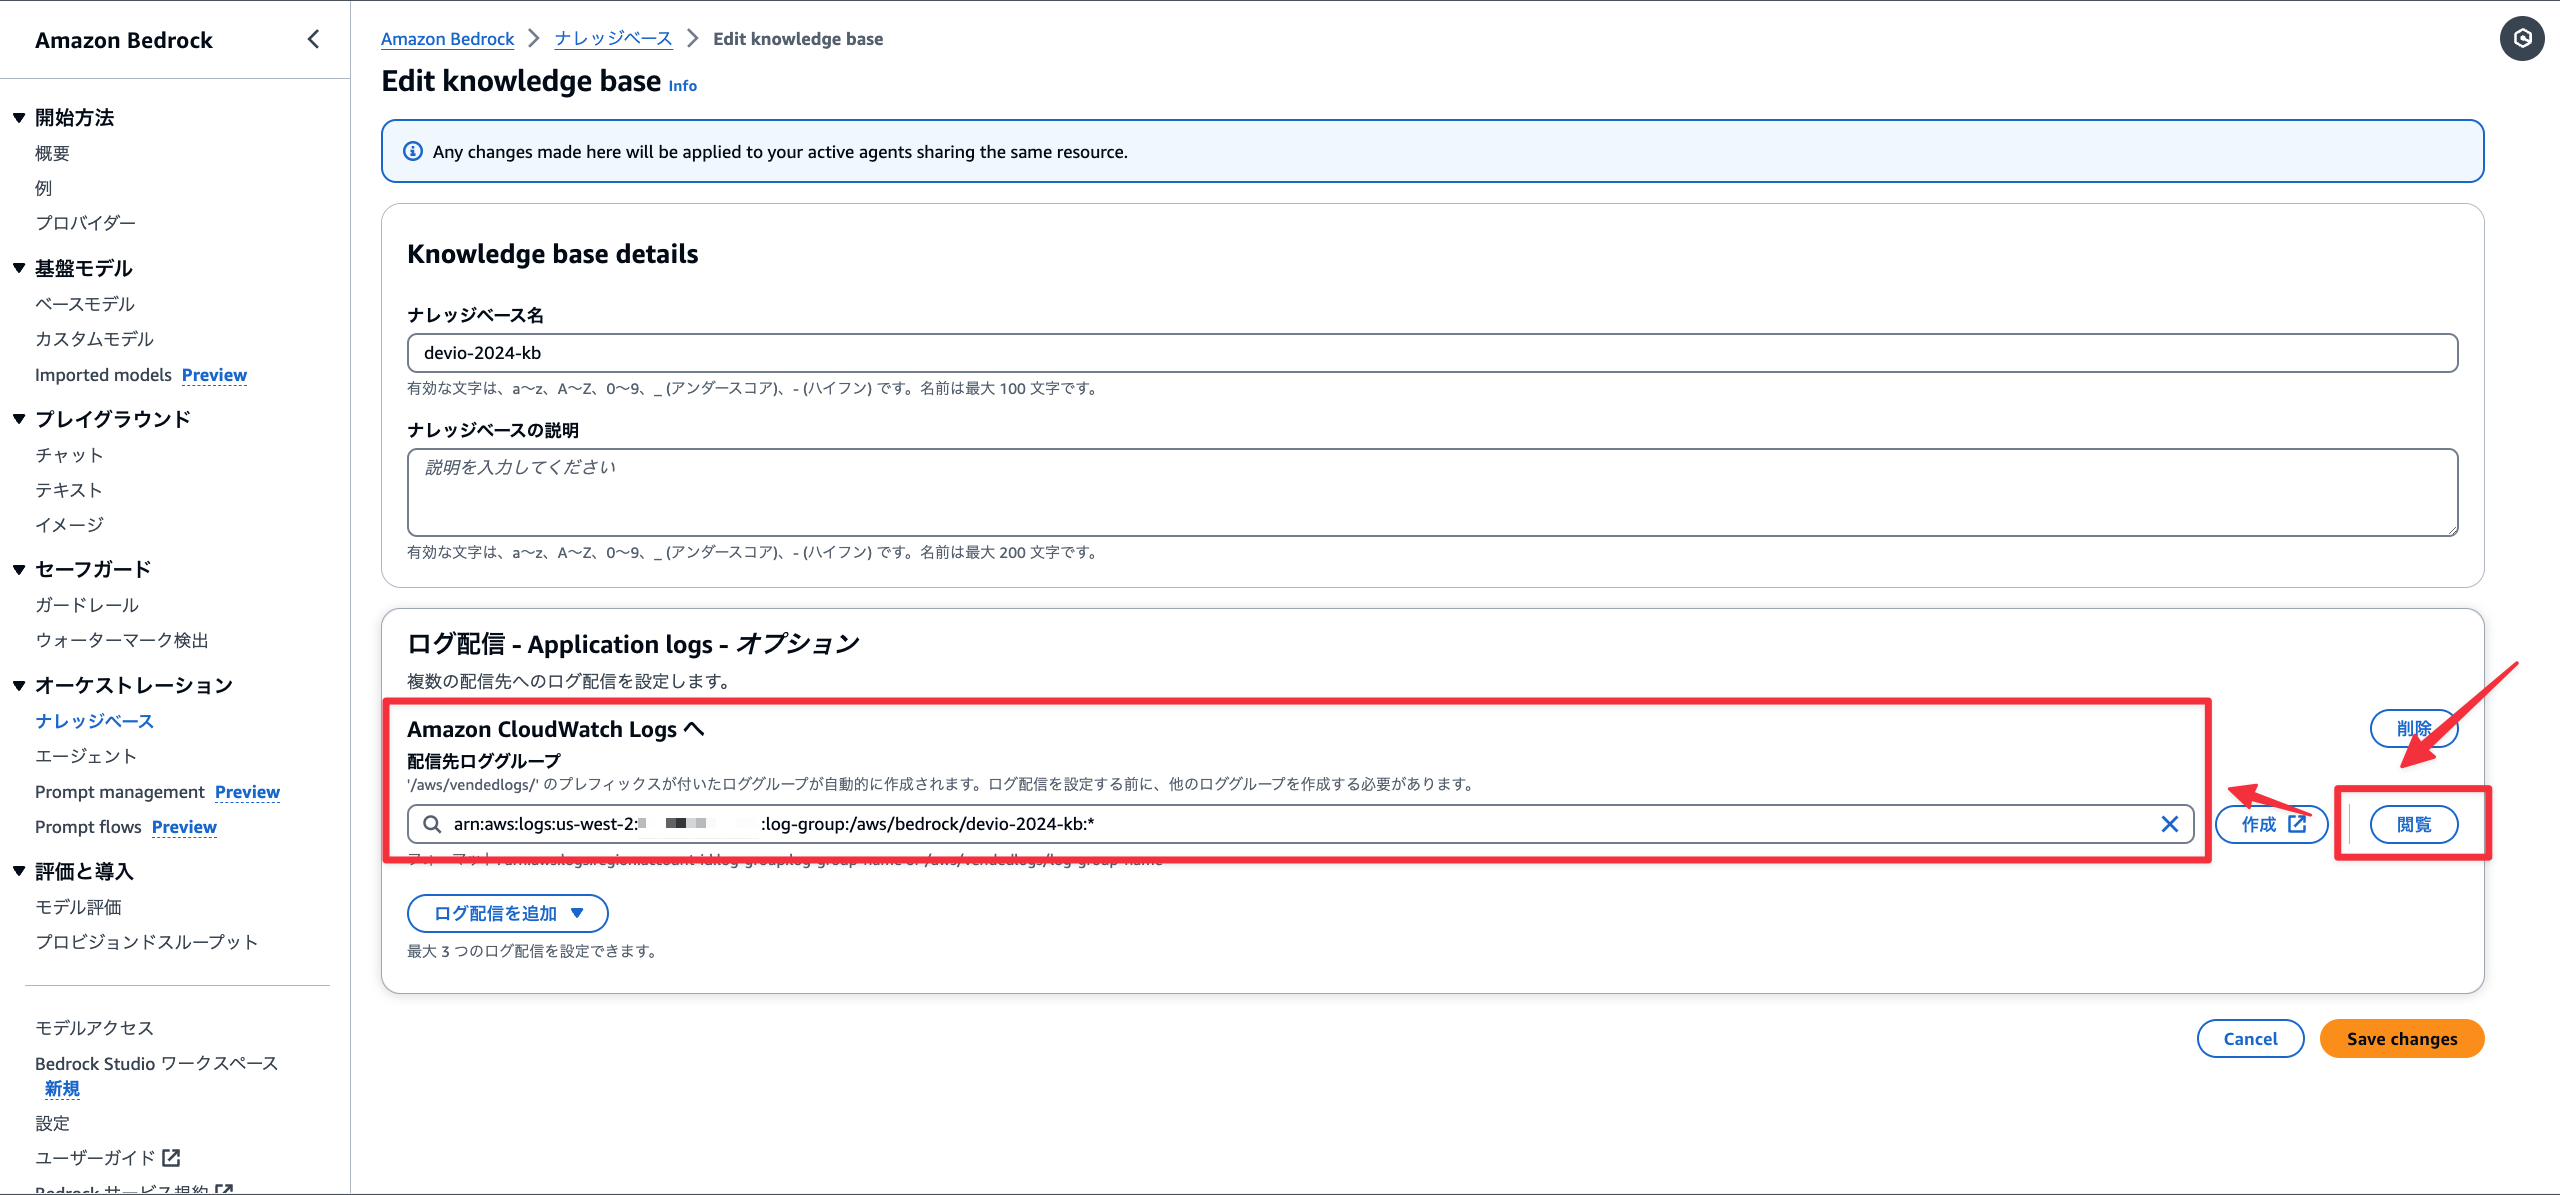 Amazon Bedrock
開始方法
概要
例
プロバイダー
基盤モデル
ベースモデル
カスタムモデル
Imported models Preview
プレイグラウンド
チャット
テキスト
イメージ
セーフガード
ガードレール
ウォーターマーク検出
オーケストレーション
ナレッジベース
エージェント
Prompt management Preview
Prompt flows Preview
評価と導入
モデル評価
プロビジョンドスループット
モデルアクセス
Bedrock Studio ワークスペース
新規
設定
ユーザーガイド
Bedrock サービス規約
Amazon Bedrock ナレッジベース Edit knowledge base
Edit knowledge base Info
Any changes made here will be applied to your active agents sharing the same resource.
Knowledge base details
ナレッジベース名
devio-2024-kb
有効な文字は、a～z、A～Z、0～9、_ (アンダースコア)、- (ハイフン) です。名前は最大 100 文字です。
ナレッジベースの説明
説明を入力してください
有効な文字は、a～z、A～Z、0～9、_ (アンダースコア)、- (ハイフン) です。名前は最大 200 文字です。
ログ配信 - Application logs - オプション
複数の配信先へのログ配信を設定します。
Amazon CloudWatch Logs へ
削除
配信先ロググループ
'/aws/vendedlogs/' のプレフィックスが付いたロググループが自動的に作成されます。ログ配信を設定する前に、他のロググループを作成する必要があります。
arn:aws:logs:us-west-2: :log-group:/aws/bedrock/devio-2024-kb:*
作成
閲覧
ログ配信を追加
最大 3 つのログ配信を設定できます。
Cancel
Save changes